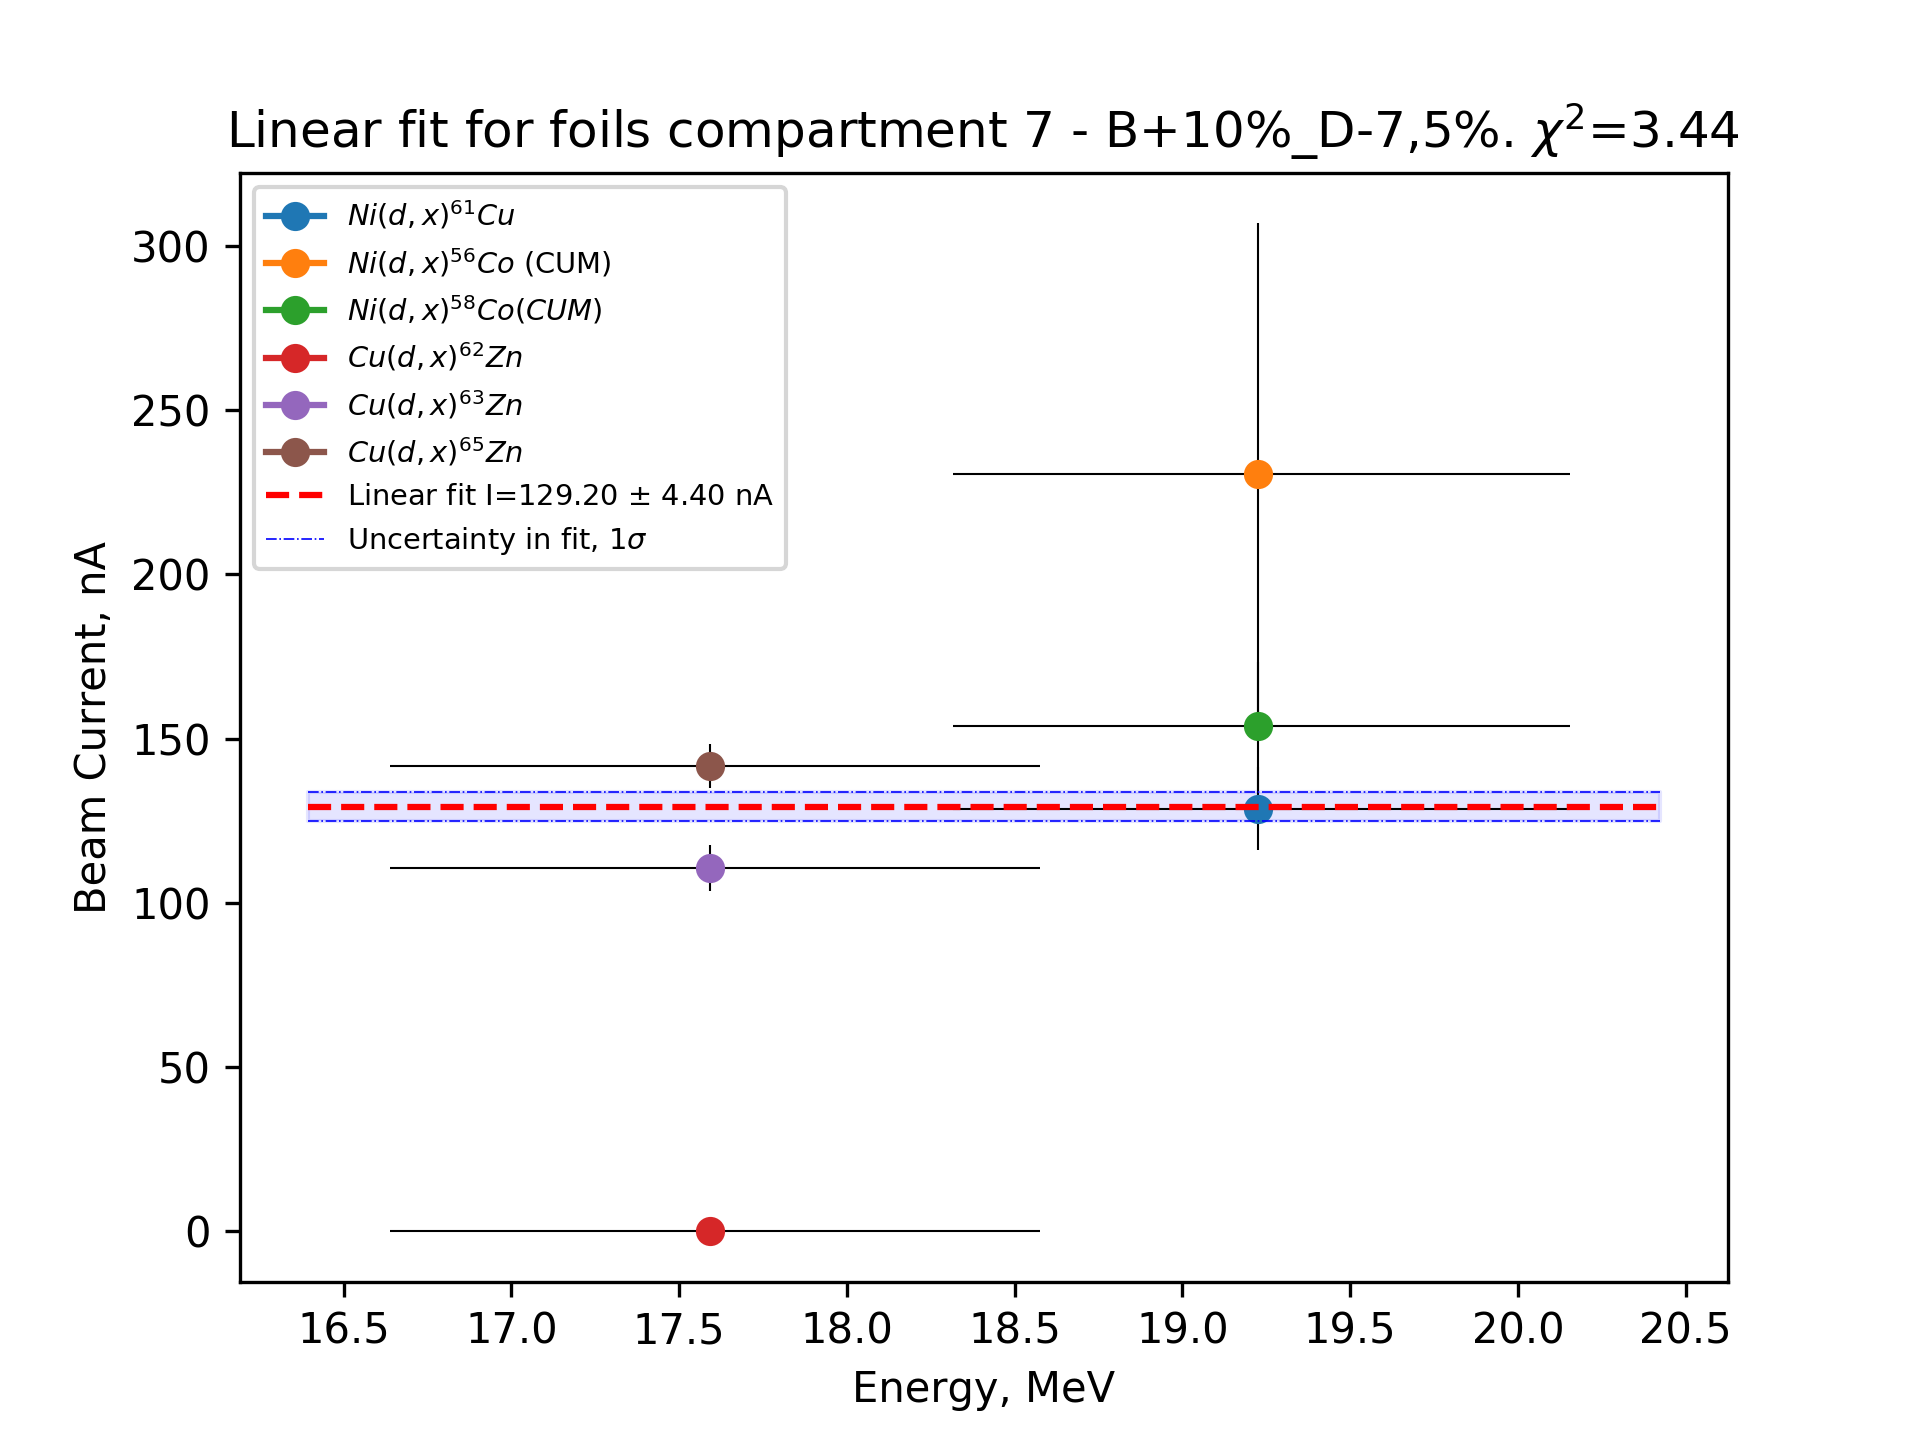 Linear fit for foils compartment 7 - B+10%_D-7,5%. χ²=3.44
Ni(d, x)⁶¹Cu
Ni(d, x)⁵⁶Co (CUM)
Ni(d, x)⁵⁸Co(CUM)
Cu(d, x)⁶²Zn
Cu(d, x)⁶³Zn
Cu(d, x)⁶⁵Zn
Linear fit I=129.20 ± 4.40 nA
Uncertainty in fit, 1σ
300
250
200
150
100
50
0
Beam Current, nA
16.5 17.0 17.5 18.0 18.5 19.0 19.5 20.0 20.5
Energy, MeV